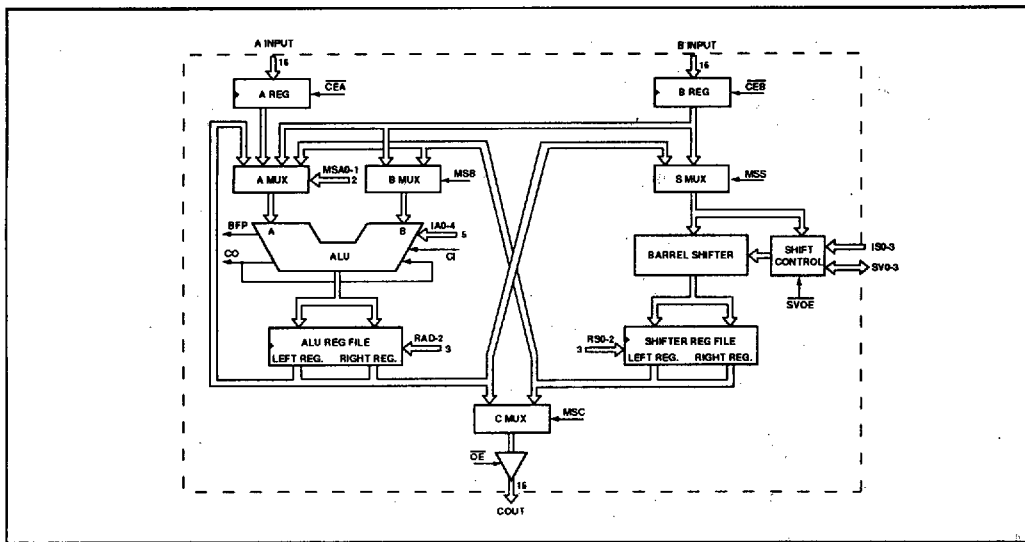 A INPUT
B INPUT
16
16
A REG
CEA
B REG
CEB
A MUX
MSA0-1
2
B MUX
MSB
S MUX
MSS
BFP
A
B
IA0-4
5
ALU
CO
CI
BARREL SHIFTER
SHIFT
CONTROL
IS0-3
SV0-3
SVOE
ALU REG FILE
LEFT REG. RIGHT REG.
RA0-2
3
RS0-2
3
SHIFTER REG FILE
LEFT REG. RIGHT REG.
C MUX
MSC
OE
16
COUT